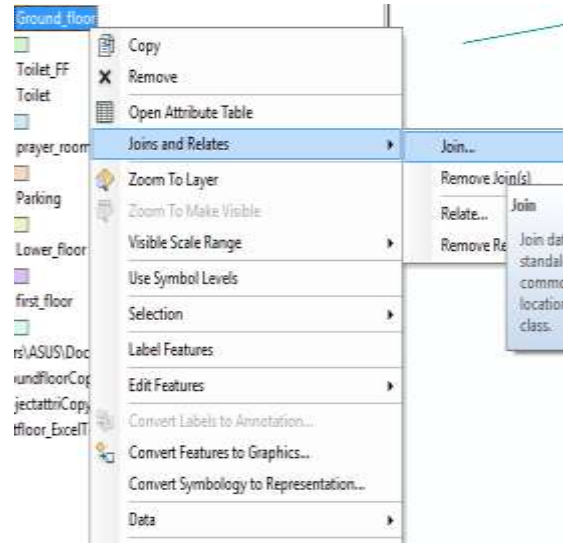 Ground_floor
Toilet_FF
Toilet
prayer_room
Parking
Lower_floor
first_floor
rs\ASUS\Doc
undfloorCop
jectattriCopy
tfloor_ExcelT
Copy
Remove
Open Attribute Table
Joins and Relates
Zoom To Layer
Zoom To Make Visible
Visible Scale Range
Use Symbol Levels
Selection
Label Features
Edit Features
Convert Labels to Annotation...
Convert Features to Graphics...
Convert Symbology to Representation...
Data
Join...
Remove Join(s)
Relate...
Remove Re
Join
Join dat
standal
commo
location
class.